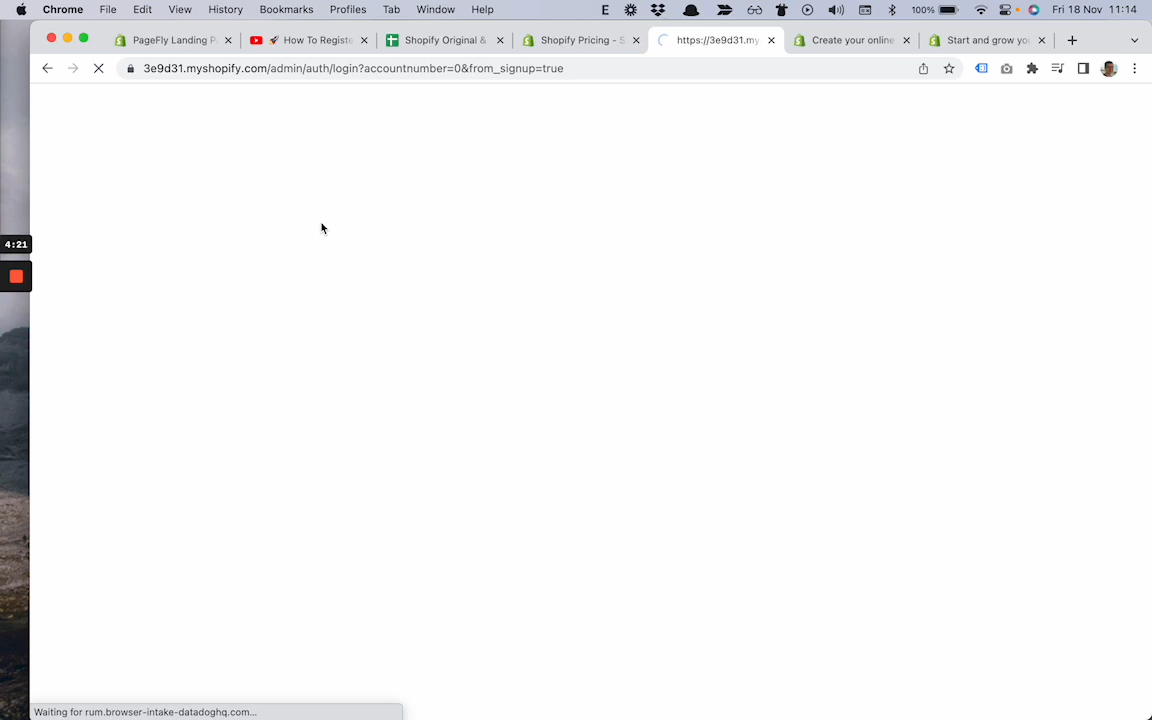 Chrome File Edit View History Bookmarks Profiles Tab Window Help E 100% Fri 18 Nov 11:14
PageFly Landing P
🚀 How To Registe
Shopify Original &
Shopify Pricing - S
https://3e9d31.my
Create your online
Start and grow you
3e9d31.myshopify.com/admin/auth/login?accountnumber=0&from_signup=true
4:21
Waiting for rum.browser-intake-datadoghq.com...